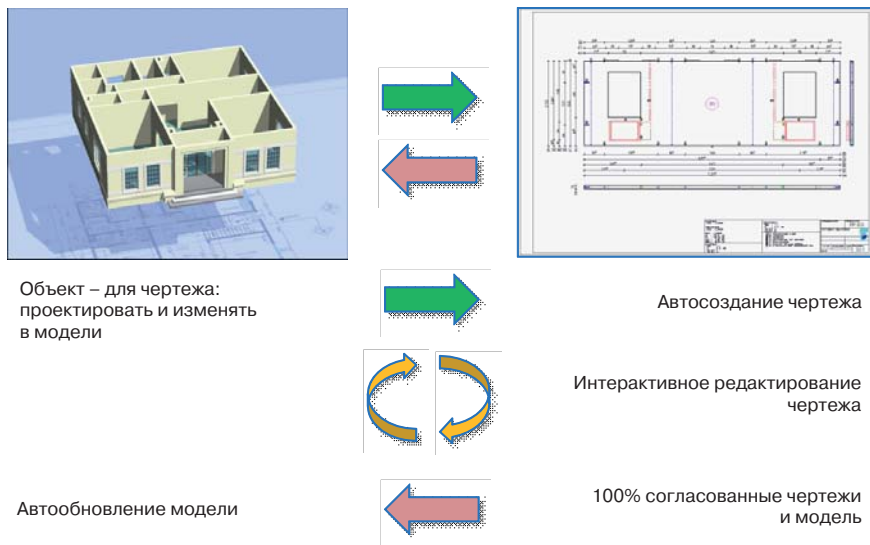 Объект – для чертежа:
проектировать и изменять
в модели
Автосоздание чертежа
Интерактивное редактирование
чертежа
Автообновление модели
100% согласованные чертежи
и модель